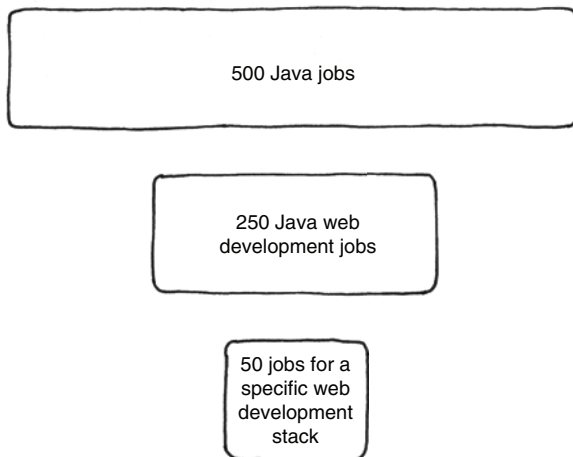 500 Java jobs
250 Java web
development jobs
50 jobs for a
specific web
development
stack